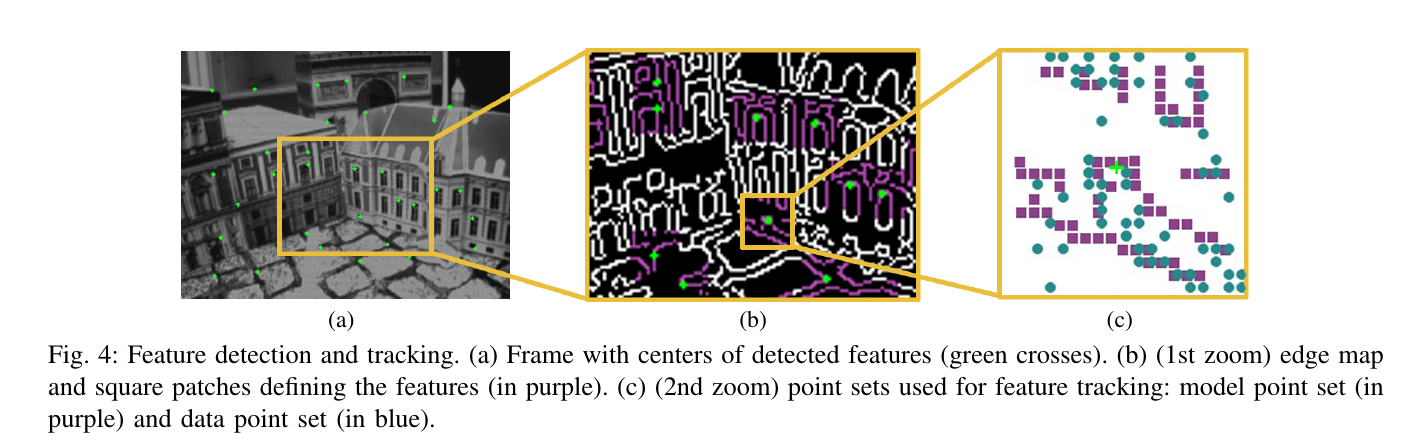 (a) (b) (c)
Fig. 4: Feature detection and tracking. (a) Frame with centers of detected features (green crosses). (b) (1st zoom) edge map
and square patches defining the features (in purple). (c) (2nd zoom) point sets used for feature tracking: model point set (in
purple) and data point set (in blue).